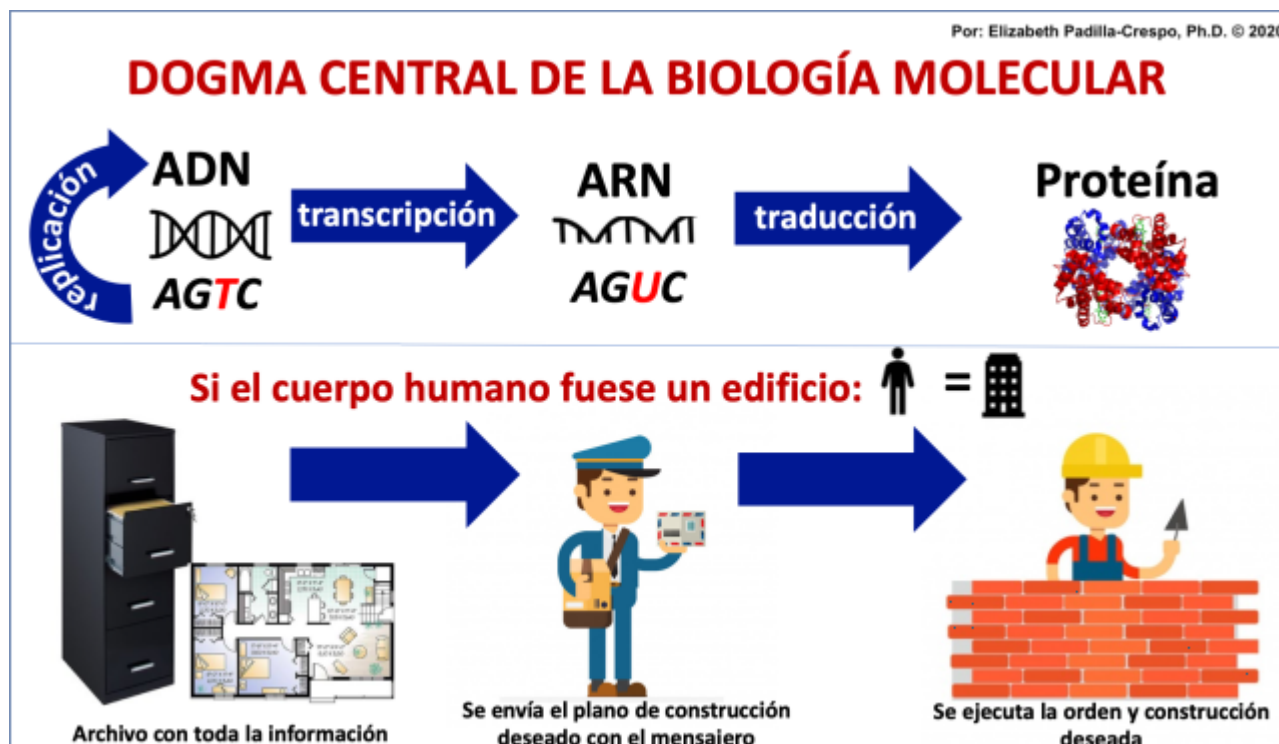 Por: Elizabeth Padilla-Crespo, Ph.D. © 2020
DOGMA CENTRAL DE LA BIOLOGÍA MOLECULAR
replicación
ADN
AGTC
transcripción
ARN
AGUC
traducción
Proteína
Si el cuerpo humano fuese un edificio:
=
Archivo con toda la información
Se envía el plano de construcción
deseado con el mensajero
Se ejecuta la orden y construcción
deseada